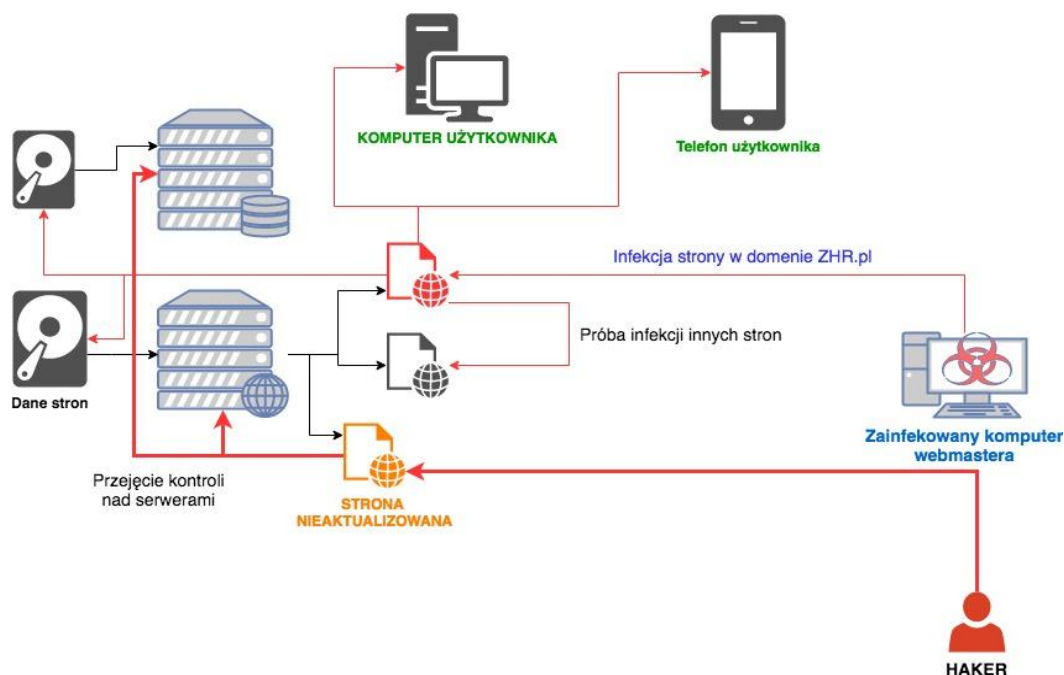 KOMPUTER UŻYTKOWNIKA
Telefon użytkownika
Infekcja strony w domenie ZHR.pl
Próba infekcji innych stron
Dane stron
Zainfekowany komputer
webmastera
Przejęcie kontroli
nad serwerami
STRONA
NIEAKTUALIZOWANA
HAKER